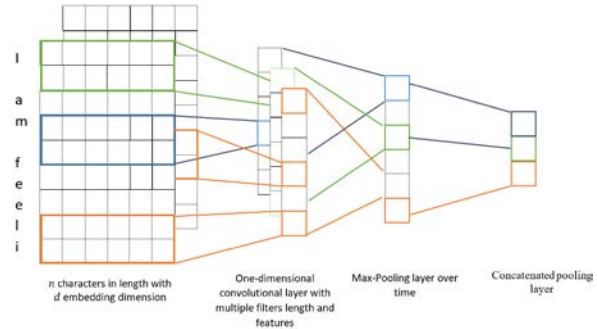 I
a
m
f
e
e
l
i
n characters in length with
d embedding dimension
One-dimensional
convolutional layer with
multiple filters length and
features
Max-Pooling layer over
time
Concatenated pooling
layer